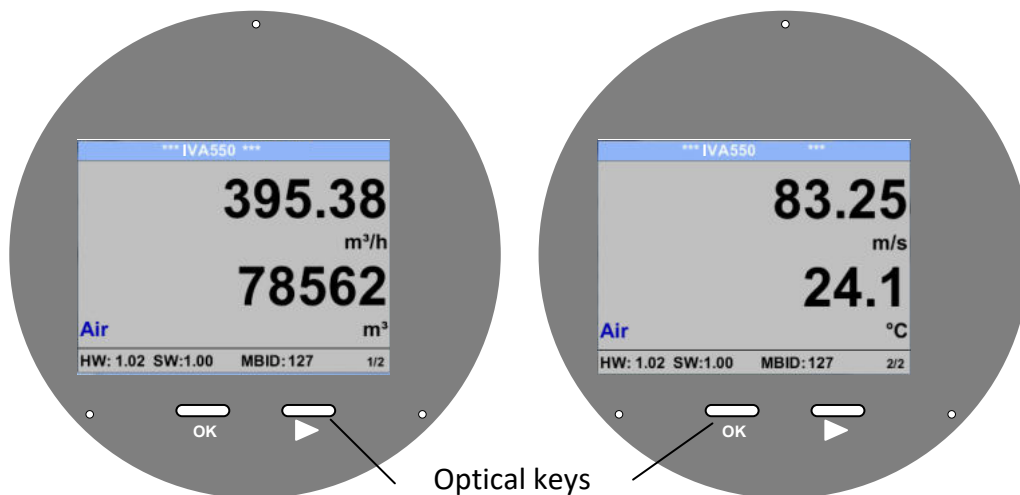 *** IVA550 ***
395.38
m³/h
78562
Air m³
HW: 1.02 SW:1.00 MBID:127 1/2
OK
*** IVA550 ***
83.25
m/s
24.1
Air °C
HW: 1.02 SW:1.00 MBID:127 2/2
OK
Optical keys